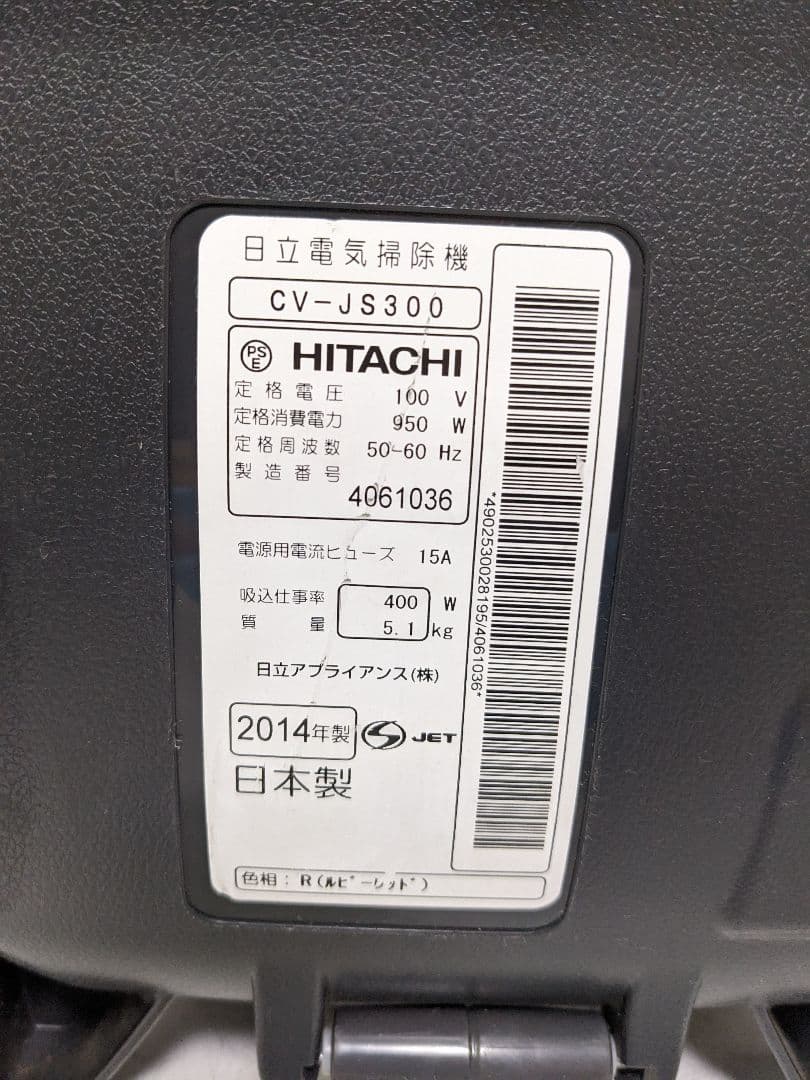 日立電気掃除機
CV-JS300
PS E HITACHI
定格電圧 100 V
定格消費電力 950 W
定格周波数 50-60 Hz
製造番号
4061036
電源用電流ヒューズ 15A
吸込仕事率 400 W
質量 5.1 kg
日立アプライアンス(株)
2014年製 JET
日本製
色相：R(ルビーレッド)
*4902530028195/4061036*